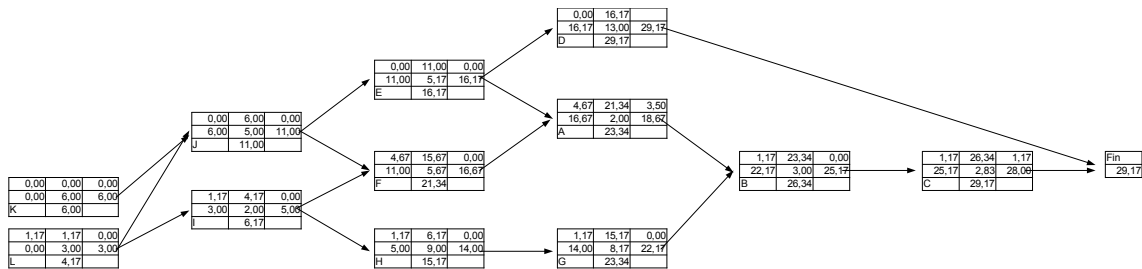 0,00 16,17
16,17 13,00 29,17
D 29,17
0,00 11,00 0,00
11,00 5,17 16,17
E 16,17
4,67 21,34 3,50
16,67 2,00 18,67
A 23,34
0,00 6,00 0,00
6,00 5,00 11,00
J 11,00
4,67 15,67 0,00
11,00 5,67 16,67
F 21,34
1,17 23,34 0,00
22,17 3,00 25,17
B 26,34
1,17 26,34 1,17
25,17 2,83 28,00
C 29,17
Fin
29,17
0,00 0,00 0,00
0,00 6,00 6,00
K 6,00
1,17 4,17 0,00
3,00 2,00 5,00
I 6,17
1,17 1,17 0,00
0,00 3,00 3,00
L 4,17
1,17 6,17 0,00
5,00 9,00 14,00
H 15,17
1,17 15,17 0,00
14,00 8,17 22,17
G 23,34